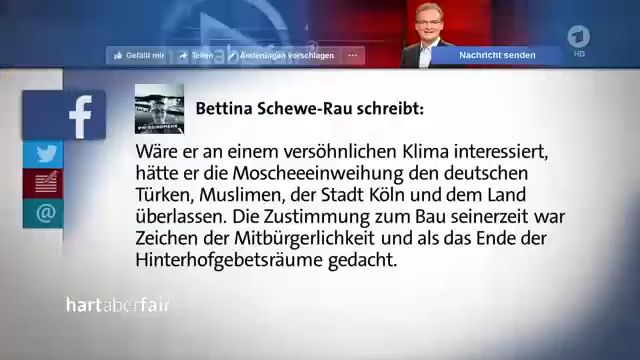 Gefällt mir
Teilen
Änderungen vorschlagen
Nachricht senden
HD
#WIRSINDMEHR
Bettina Schewe-Rau schreibt:
Wäre er an einem versöhnlichen Klima interessiert,
hätte er die Moscheeeinweihung den deutschen
Türken, Muslimen, der Stadt Köln und dem Land
überlassen. Die Zustimmung zum Bau seinerzeit war
Zeichen der Mitbürgerlichkeit und als das Ende der
Hinterhofgebetsräume gedacht.
hartaberfair